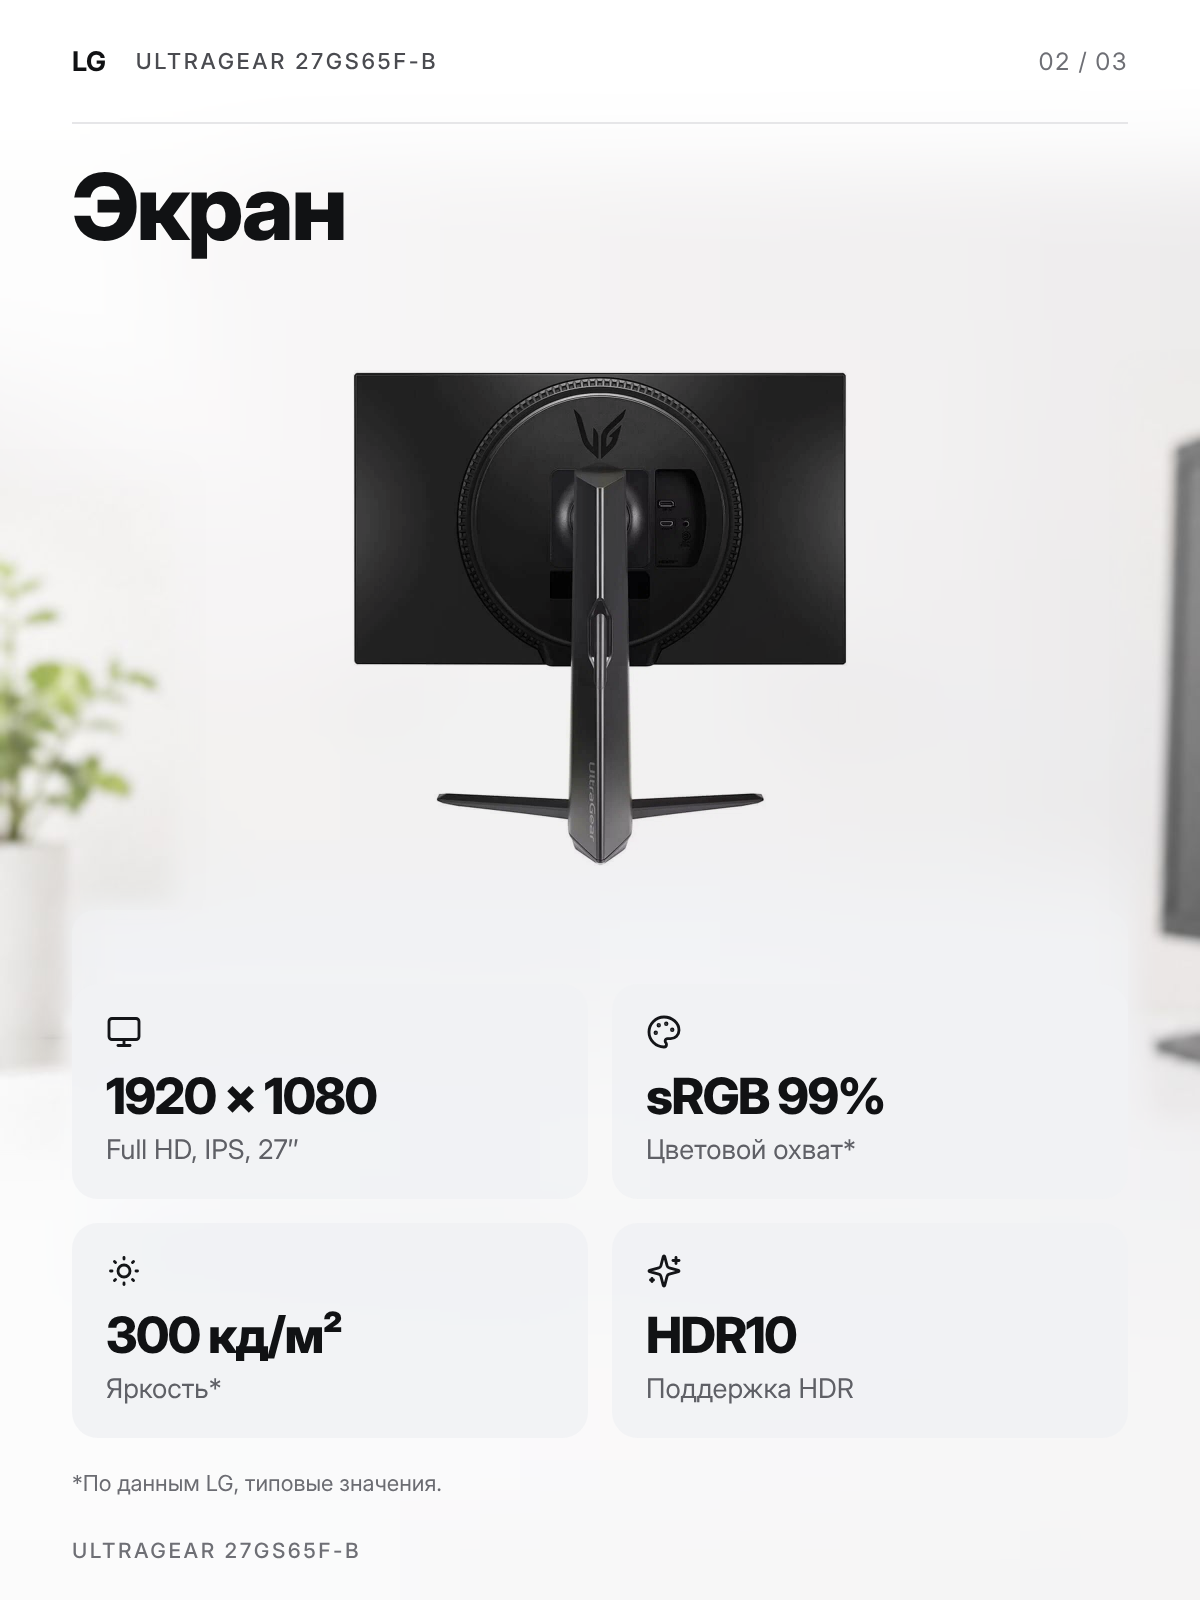 LG ULTRAGEAR 27GS65F-B 02 / 03
Экран
UltraGear
1920 × 1080
Full HD, IPS, 27″
sRGB 99%
Цветовой охват*
300 кд/м²
Яркость*
HDR10
Поддержка HDR
*По данным LG, типовые значения.
ULTRAGEAR 27GS65F-B